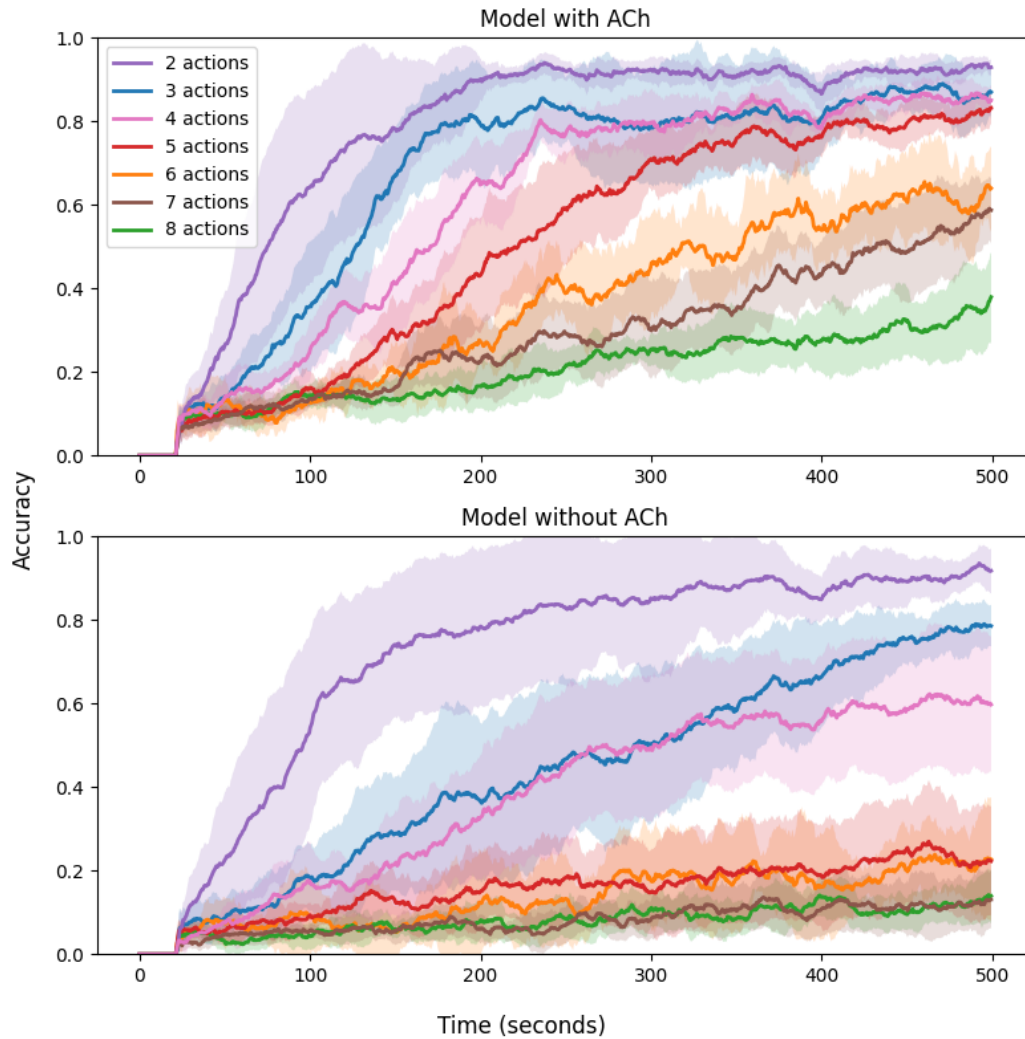 Model with ACh
1.0
0.8
0.6
0.4
0.2
0.0
2 actions
3 actions
4 actions
5 actions
6 actions
7 actions
8 actions
0 100 200 300 400 500
Accuracy
Model without ACh
1.0
0.8
0.6
0.4
0.2
0.0
0 100 200 300 400 500
Time (seconds)